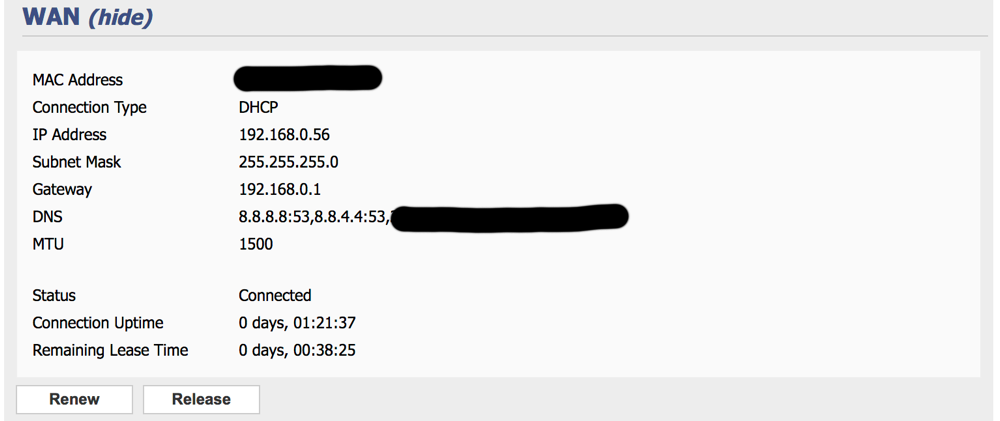 WAN (hide)
MAC Address
Connection Type DHCP
IP Address 192.168.0.56
Subnet Mask 255.255.255.0
Gateway 192.168.0.1
DNS 8.8.8.8:53,8.8.4.4:53,
MTU 1500
Status Connected
Connection Uptime 0 days, 01:21:37
Remaining Lease Time 0 days, 00:38:25
Renew Release